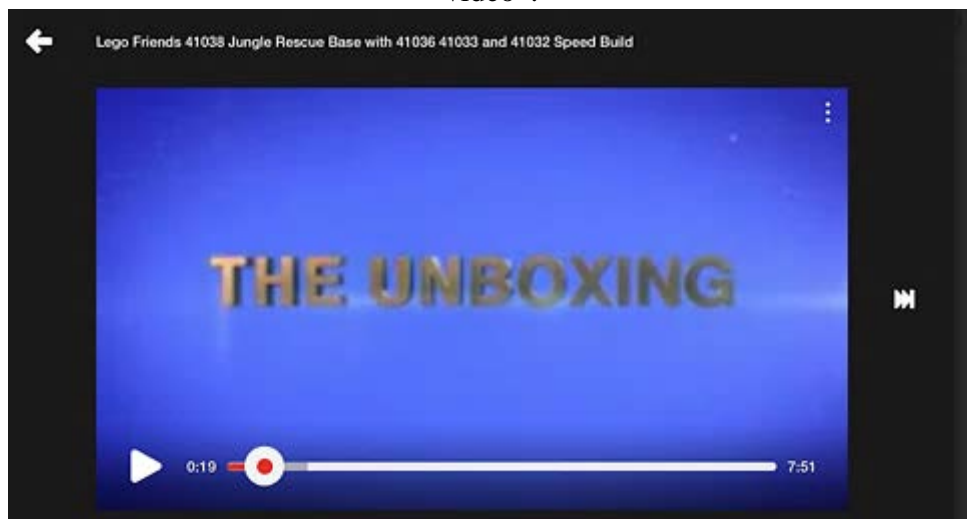 Lego Friends 41038 Jungle Rescue Base with 41036 41033 and 41032 Speed Build
THE UNBOXING
0:19 7:51